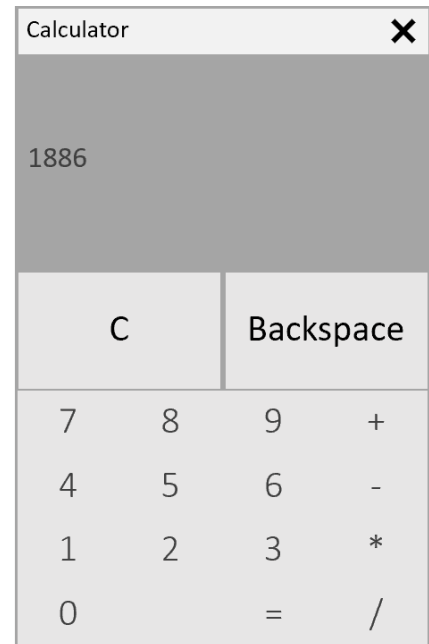 Calculator ✕
1886
C Backspace
7 8 9 +
4 5 6 -
1 2 3 *
0 = /